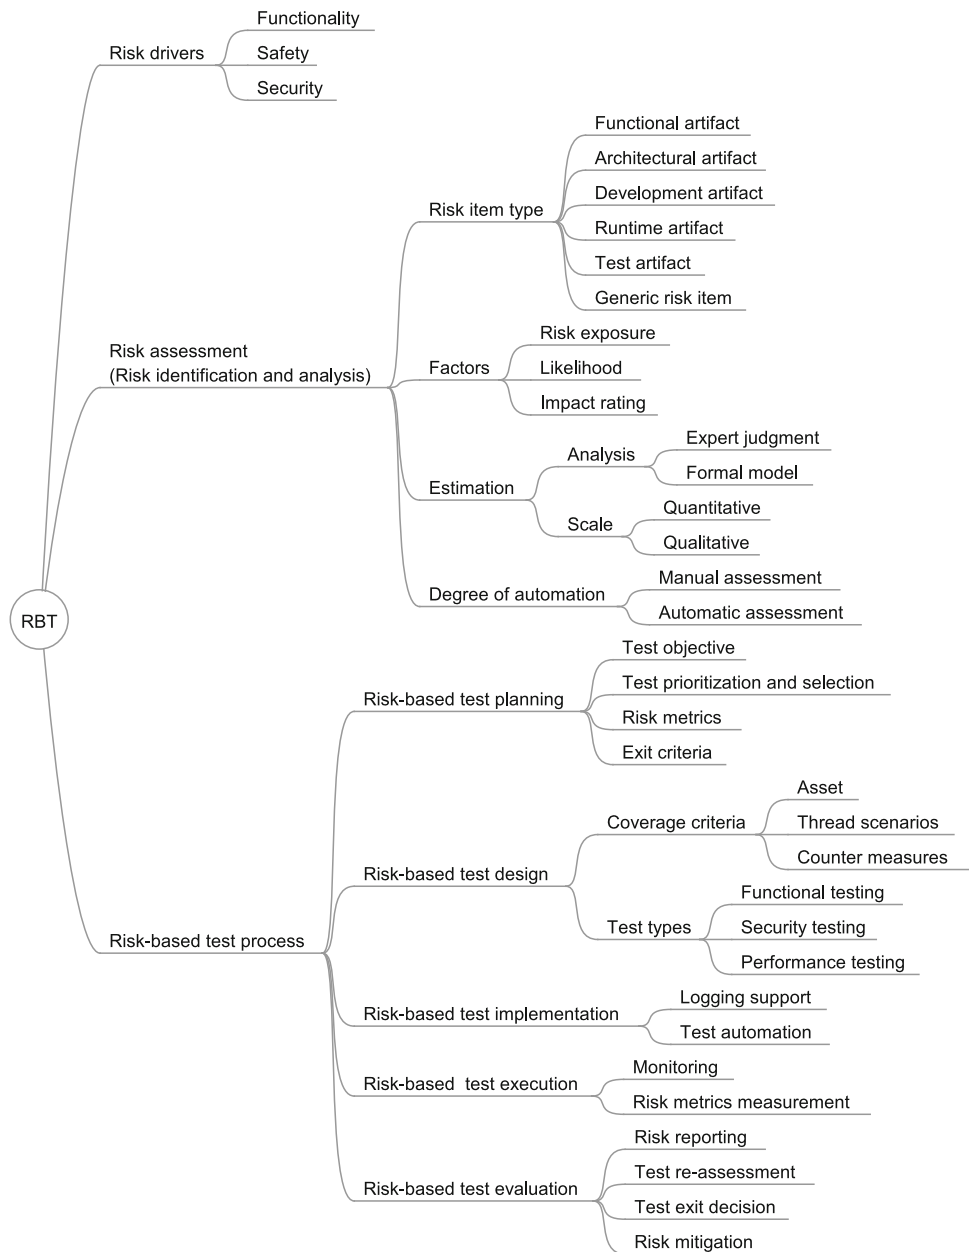 Functionality
Risk drivers
Safety
Security
Functional artifact
Architectural artifact
Development artifact
Risk item type
Runtime artifact
Test artifact
Generic risk item
Risk assessment
(Risk identification and analysis)
Risk exposure
Factors
Likelihood
Impact rating
Expert judgment
Analysis
Formal model
Estimation
Quantitative
Scale
Qualitative
Manual assessment
Degree of automation
Automatic assessment
RBT
Test objective
Test prioritization and selection
Risk-based test planning
Risk metrics
Exit criteria
Asset
Coverage criteria
Thread scenarios
Counter measures
Risk-based test design
Functional testing
Test types
Security testing
Performance testing
Risk-based test process
Logging support
Risk-based test implementation
Test automation
Monitoring
Risk-based  test execution
Risk metrics measurement
Risk reporting
Test re-assessment
Risk-based test evaluation
Test exit decision
Risk mitigation